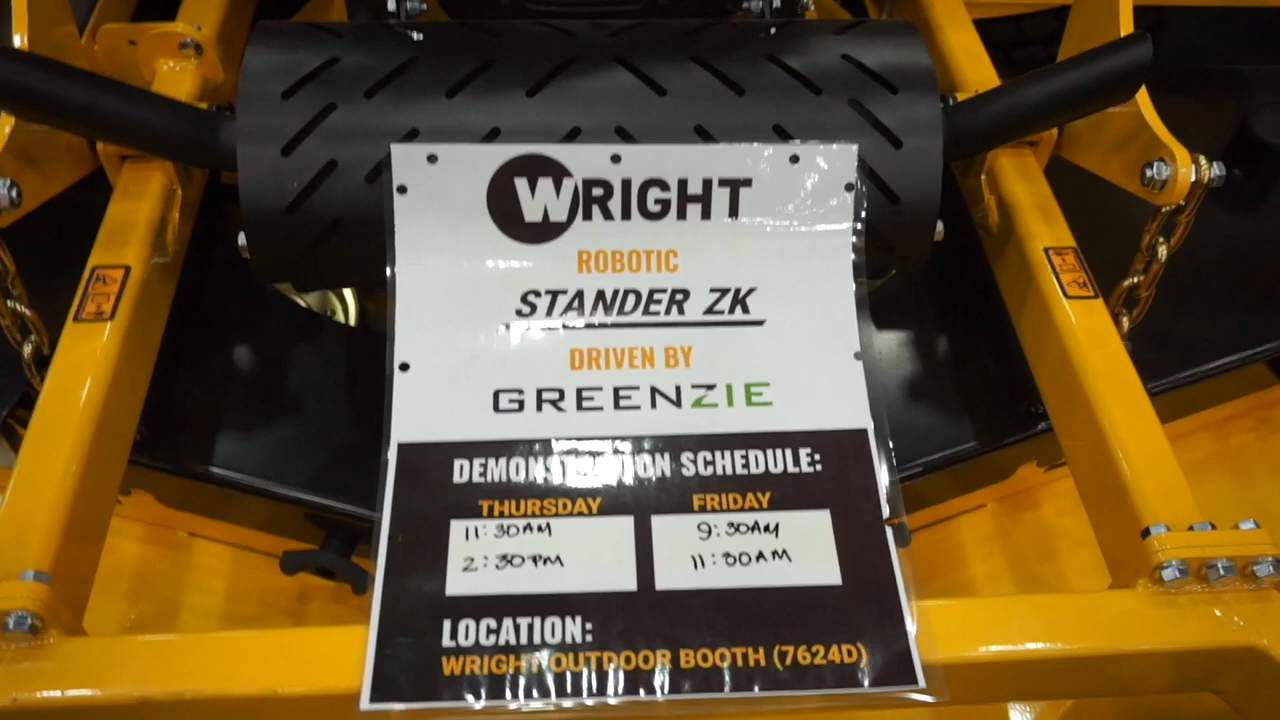 WRIGHT
ROBOTIC
STANDER ZK
DRIVEN BY
GREENZIE
DEMONSTRATION SCHEDULE:
THURSDAY FRIDAY
11:30AM 9:30AM
2:30PM 11:00AM
LOCATION:
WRIGHT OUTDOOR BOOTH (7624D)